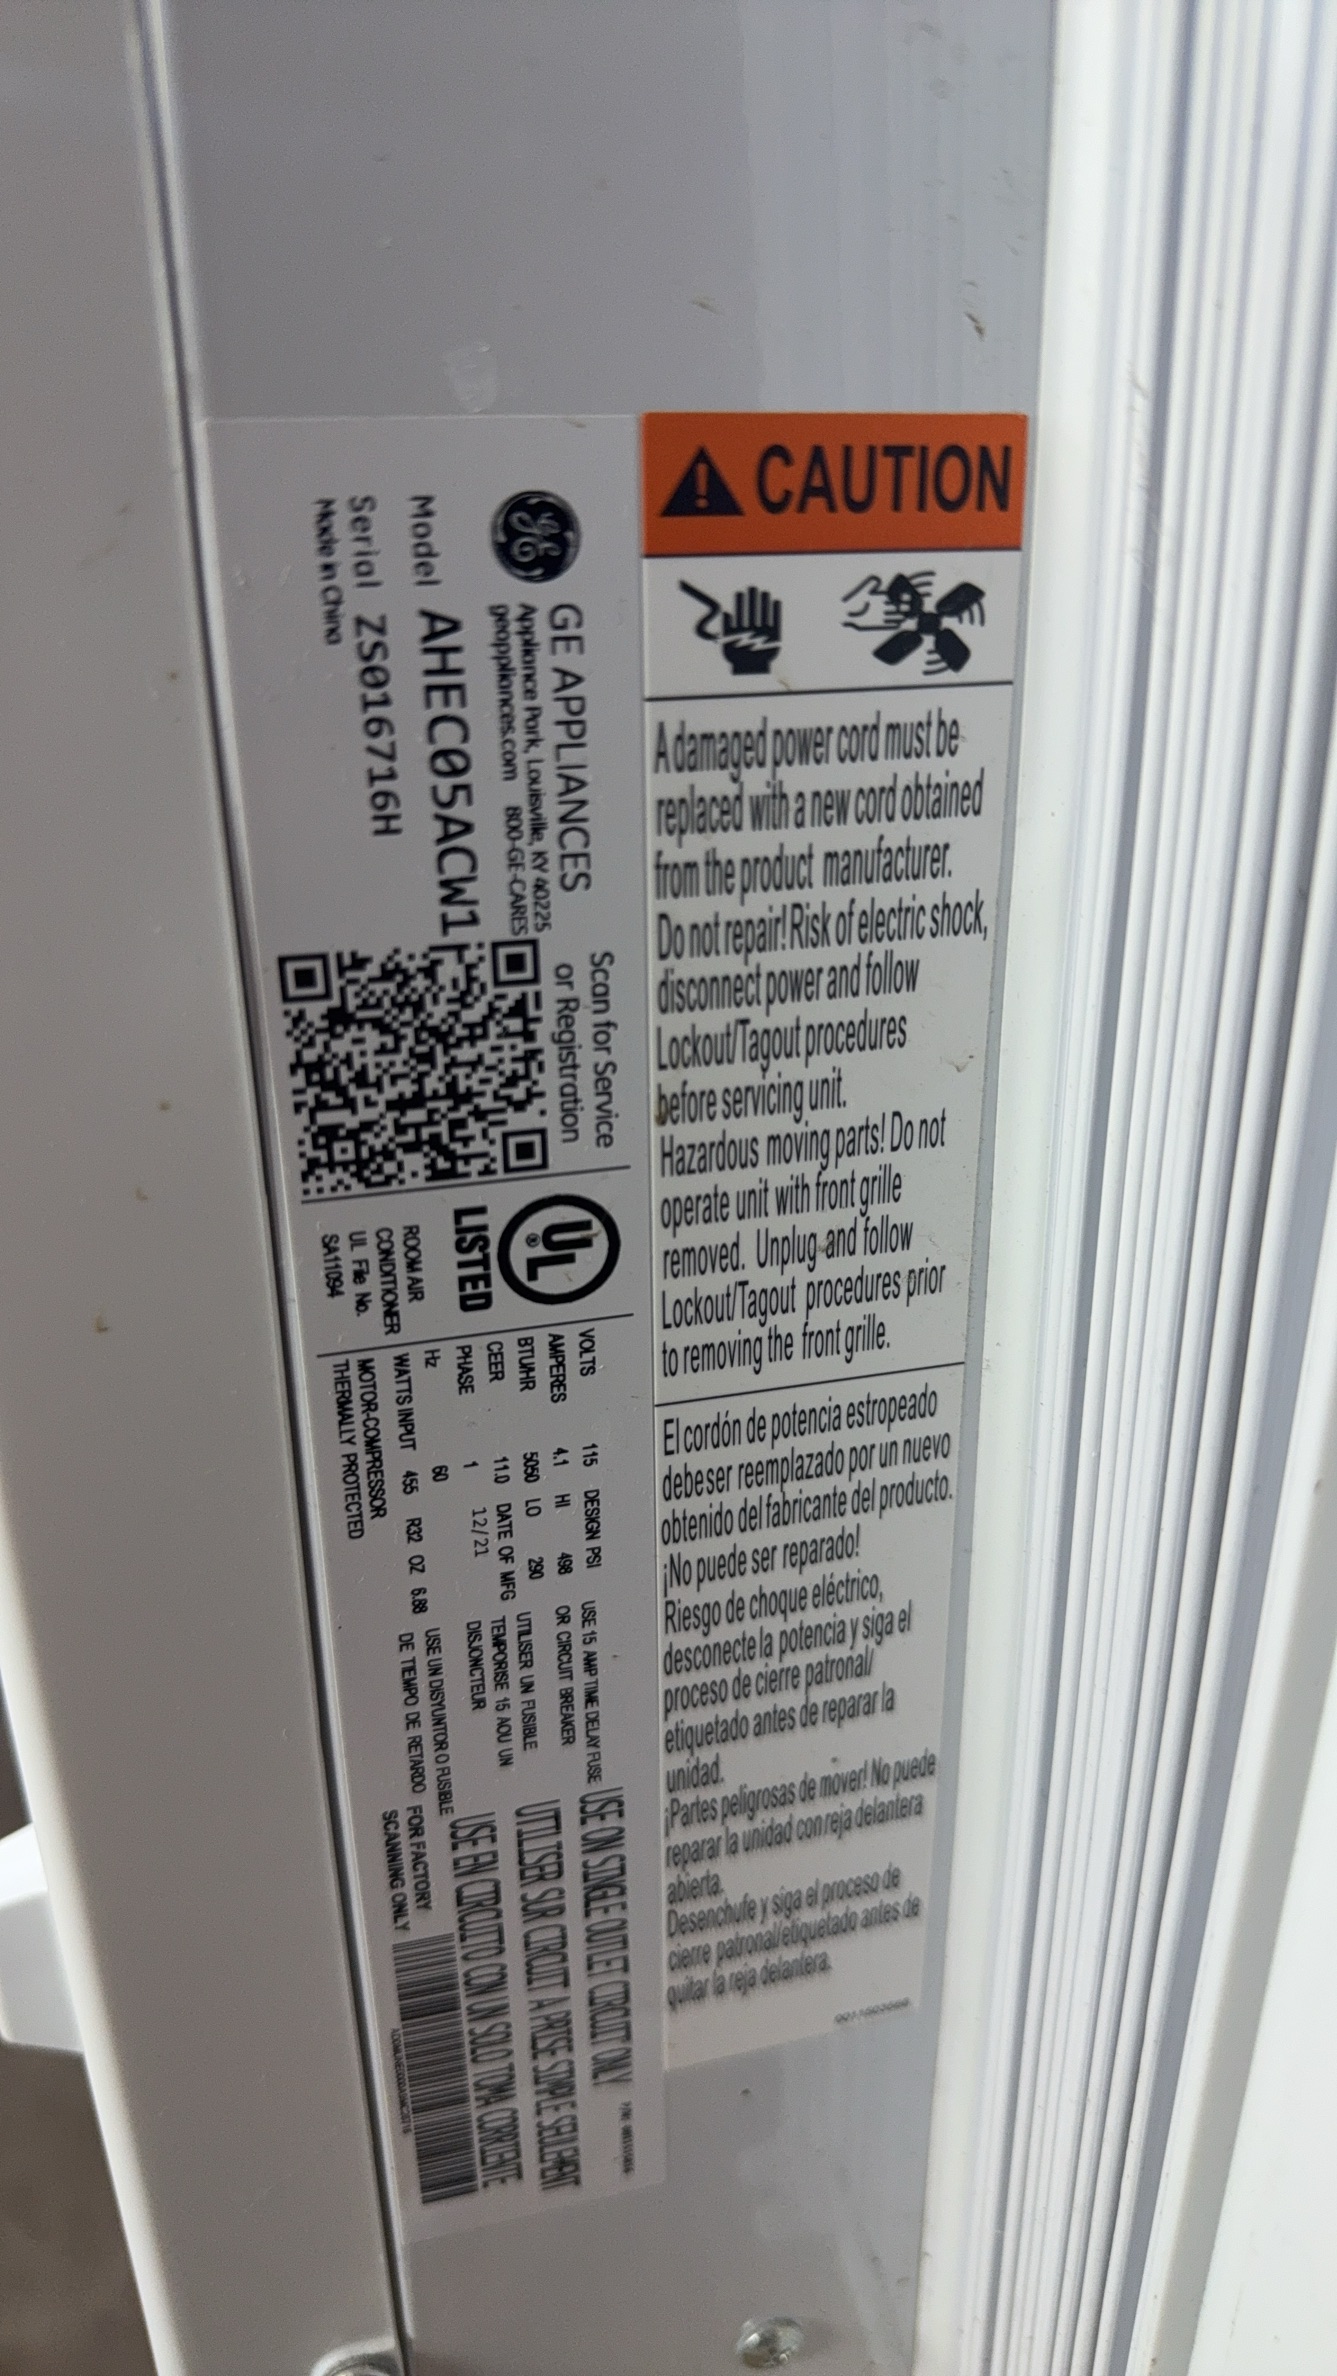 CAUTION
A damaged power cord must be
replaced with a new cord obtained
from the product manufacturer.
Do not repair! Risk of electric shock,
disconnect power and follow
Lockout/Tagout procedures
before servicing unit.
Hazardous moving parts! Do not
operate unit with front grille
removed. Unplug and follow
Lockout/Tagout procedures prior
to removing the front grille.
El cordón de potencia estropeado
debe ser reemplazado por un nuevo
obtenido del fabricante del producto.
¡No puede ser reparado!
Riesgo de choque eléctrico,
desconecte la potencia y siga el
proceso de cierre patronal/
etiquetado antes de reparar la
unidad.
¡Partes peligrosas de mover! No puede
reparar la unidad con reja delantera
abierta.
Desenchufe y siga el proceso de
cierre patronal/etiquetado antes de
quitar la reja delantera.
GE
GE APPLIANCES
Appliance Park, Louisville, KY 40225
geappliances.com 800-GE-CARES
Model AHEC05ACW1
Serial ZS016716H
Made in China
Scan for Service
or Registration
UL ®
LISTED
ROOM AIR
CONDITIONER
UL File No.
SA11094
VOLTS 115 DESIGN PSI
AMPERES 4.1 HI 498
BTU/HR 5050 LO 290
CEER 11.0 DATE OF MFG
PHASE 1 12/21
Hz 60
WATTS INPUT 455 R32 OZ 6.88
MOTOR-COMPRESSOR
THERMALLY PROTECTED
USE 15 AMP TIME DELAY FUSE
OR CIRCUIT BREAKER
UTILISER UN FUSIBLE
TEMPORISE 15 A OU UN
DISJONCTEUR
USE UN DISYUNTOR O FUSIBLE
DE TIEMPO DE RETARDO
USE ON SINGLE OUTLET CIRCUIT ONLY
UTILISER SUR CIRCUIT A PRISE SIMPLE SEULEMENT
USE EN CIRCUITO CON UN SOLO TOMA CORRIENTE
FOR FACTORY
SCANNING ONLY